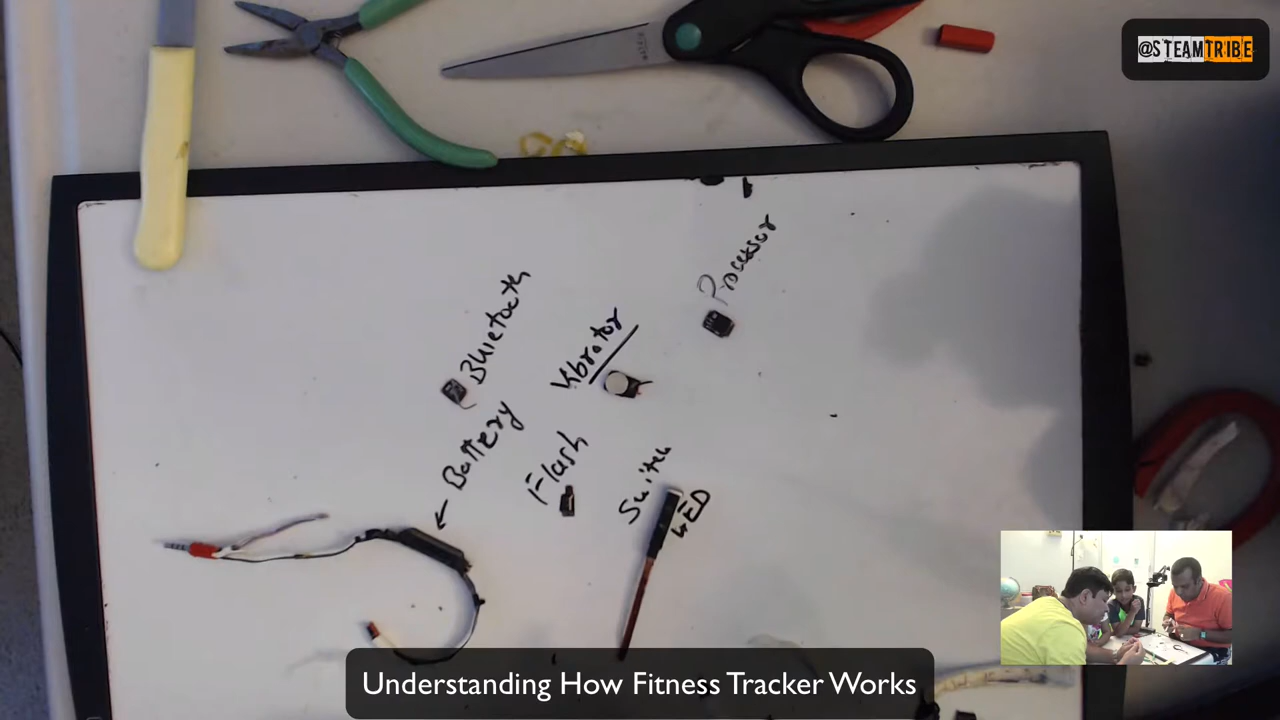 @STEAMTRIBE
Processor
Bluetooth
Vibrator
Battery
Flash
Switch
LED
Understanding How Fitness Tracker Works